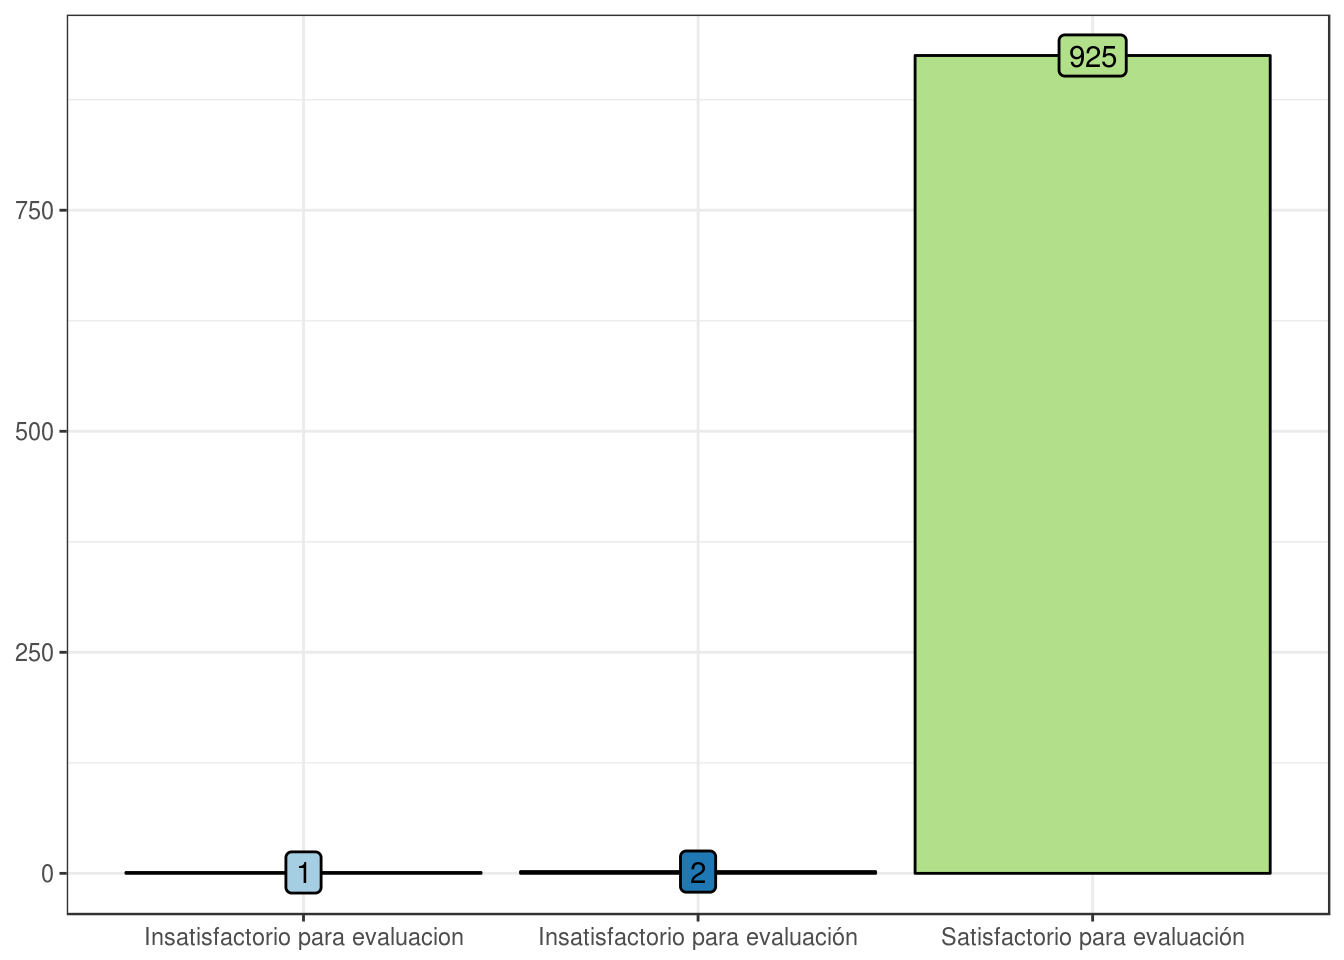 925
750
500
250
0
1
2
Insatisfactorio para evaluacion
Insatisfactorio para evaluación
Satisfactorio para evaluación